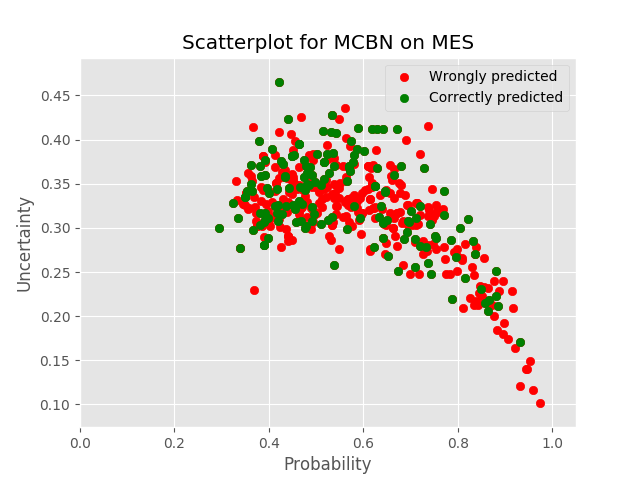 Scatterplot for MCBN on MES
Wrongly predicted
Correctly predicted
Uncertainty
0.45
0.40
0.35
0.30
0.25
0.20
0.15
0.10
0.0 0.2 0.4 0.6 0.8 1.0
Probability